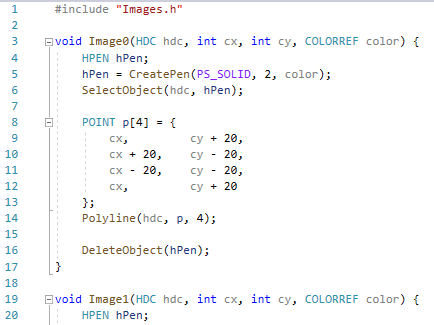 1 #include "Images.h"
2
3 void Image0(HDC hdc, int cx, int cy, COLORREF color) {
4 HPEN hPen;
5 hPen = CreatePen(PS_SOLID, 2, color);
6 SelectObject(hdc, hPen);
7
8 POINT p[4] = {
9 cx, cy + 20,
10 cx + 20, cy - 20,
11 cx - 20, cy - 20,
12 cx, cy + 20
13 };
14 Polyline(hdc, p, 4);
15
16 DeleteObject(hPen);
17 }
18
19 void Image1(HDC hdc, int cx, int cy, COLORREF color) {
20 HPEN hPen;